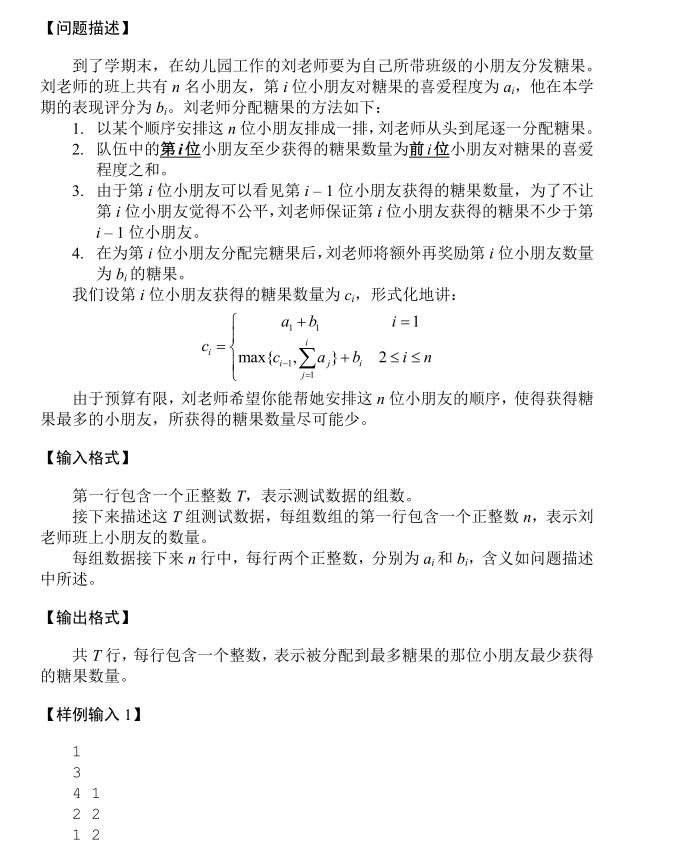 【问题描述】
到了学期末，在幼儿园工作的刘老师要为自己所带班级的小朋友分发糖果。
刘老师的班上共有 n 名小朋友，第 i 位小朋友对糖果的喜爱程度为 aᵢ，他在本学
期的表现评分为 bᵢ。刘老师分配糖果的方法如下：
1. 以某个顺序安排这 n 位小朋友排成一排，刘老师从头到尾逐一分配糖果。
2. 队伍中的第 i 位小朋友至少获得的糖果数量为前 i 位小朋友对糖果的喜爱
程度之和。
3. 由于第 i 位小朋友可以看见第 i – 1 位小朋友获得的糖果数量，为了不让
第 i 位小朋友觉得不公平，刘老师保证第 i 位小朋友获得的糖果不少于第
i – 1 位小朋友。
4. 在为第 i 位小朋友分配完糖果后，刘老师将额外再奖励第 i 位小朋友数量
为 bᵢ 的糖果。
我们设第 i 位小朋友获得的糖果数量为 cᵢ，形式化地讲：
cᵢ = { a₁ + b₁  i = 1
max{cᵢ₋₁, ∑ⱼ₌₁ⁱ aⱼ} + bᵢ  2 ≤ i ≤ n
由于预算有限，刘老师希望你能帮她安排这 n 位小朋友的顺序，使得获得糖
果最多的小朋友，所获得的糖果数量尽可能少。
【输入格式】
第一行包含一个正整数 T，表示测试数据的组数。
接下来描述这 T 组测试数据，每组数组的第一行包含一个正整数 n，表示刘
老师班上小朋友的数量。
每组数据接下来 n 行中，每行两个正整数，分别为 aᵢ 和 bᵢ，含义如问题描述
中所述。
【输出格式】
共 T 行，每行包含一个整数，表示被分配到最多糖果的那位小朋友最少获得
的糖果数量。
【样例输入 1】
1
3
4 1
2 2
1 2